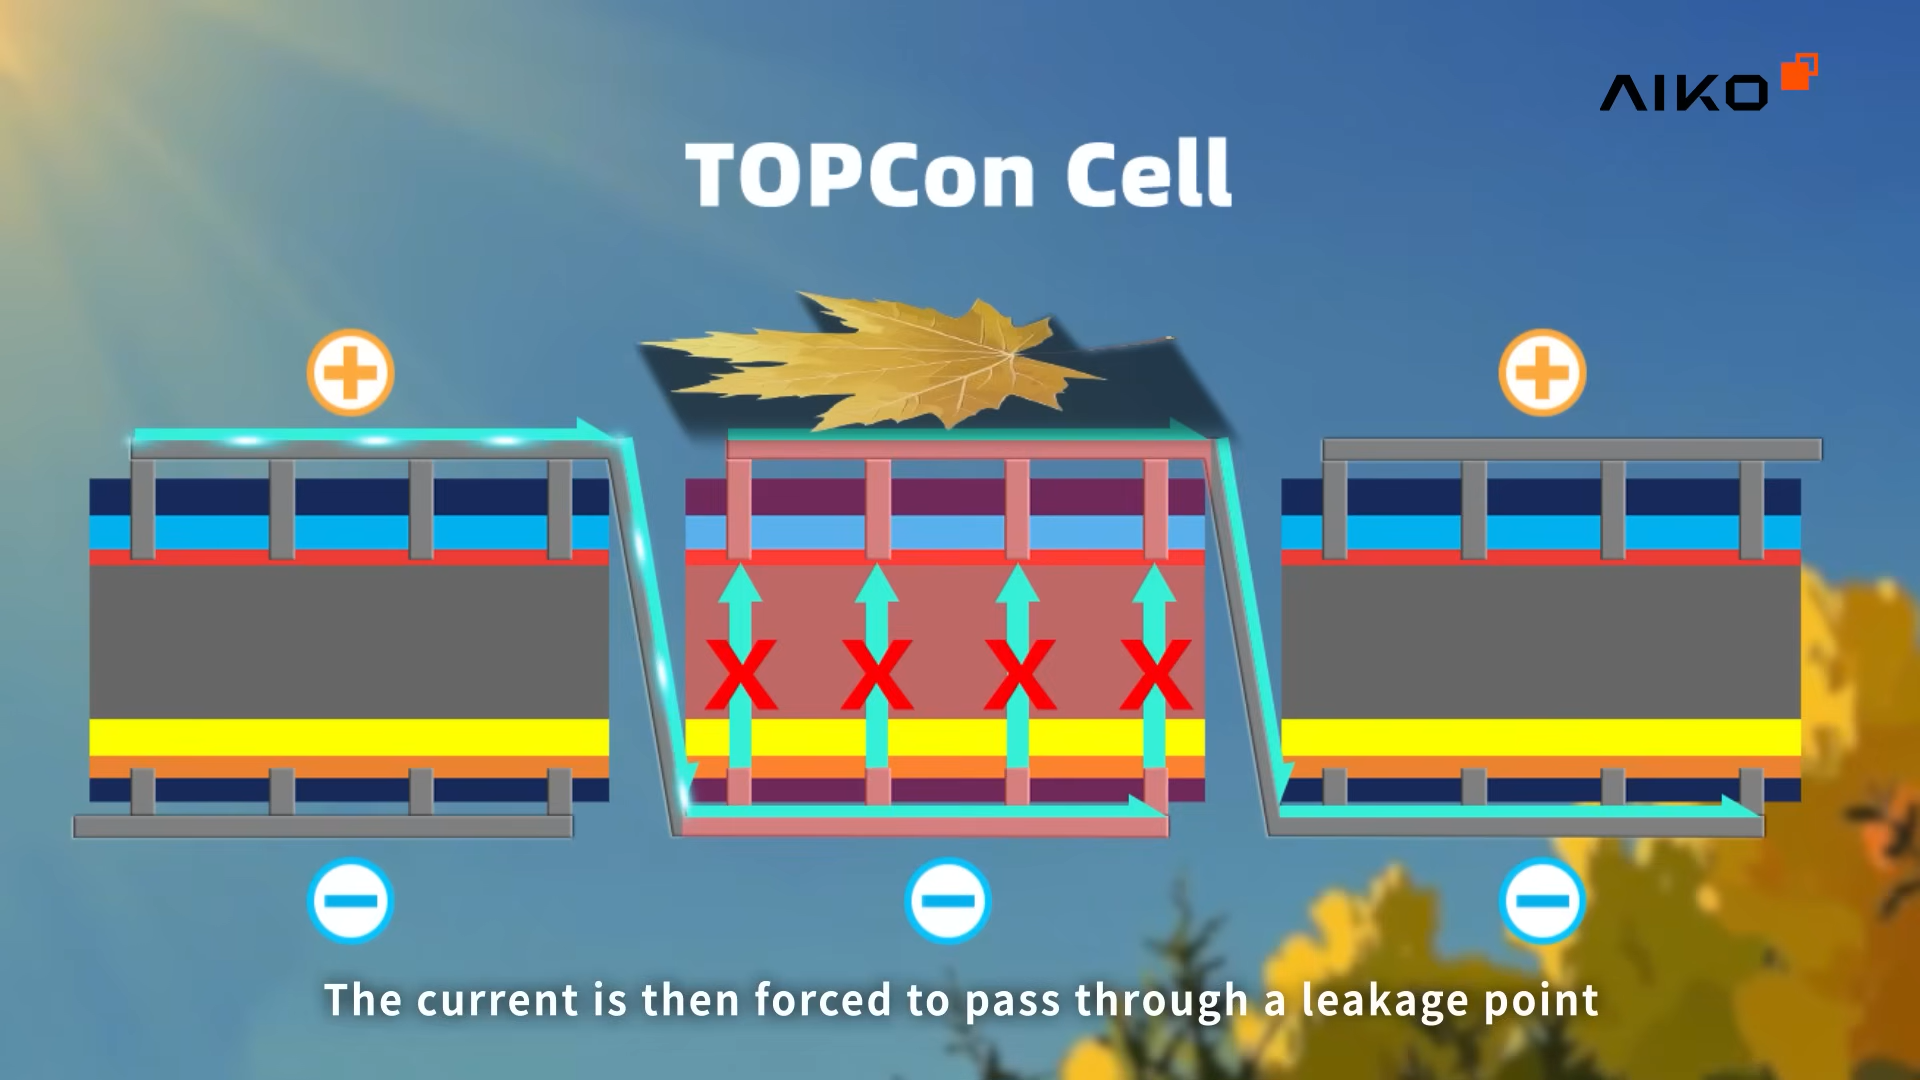 AIKO
TOPCon Cell
X X X X
The current is then forced to pass through a leakage point